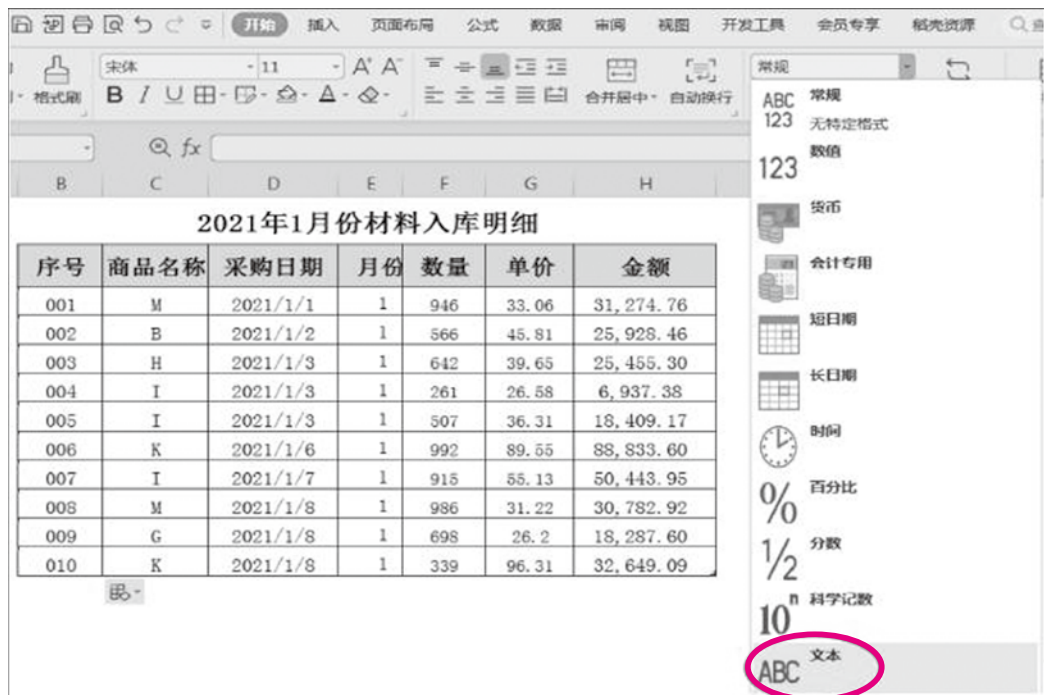 开始 插入 页面布局 公式 数据 审阅 视图 开发工具 会员专享 稻壳资源
宋体 11 A+ A-
格式刷 B I U A 合并居中 自动换行
常规
fx
B C D E F G H
2021年1月份材料入库明细
序号 商品名称 采购日期 月份 数量 单价 金额
001 M 2021/1/1 1 946 33.06 31,274.76
002 B 2021/1/2 1 566 45.81 25,928.46
003 H 2021/1/3 1 642 39.65 25,455.30
004 I 2021/1/3 1 261 26.58 6,937.38
005 I 2021/1/3 1 507 36.31 18,409.17
006 K 2021/1/6 1 992 89.55 88,833.60
007 I 2021/1/7 1 915 55.13 50,443.95
008 M 2021/1/8 1 986 31.22 30,782.92
009 G 2021/1/8 1 698 26.2 18,287.60
010 K 2021/1/8 1 339 96.31 32,649.09
ABC 123 常规
无特定格式
123 数值
货币
会计专用
短日期
长日期
时间
% 百分比
1/2 分数
10n 科学记数
ABC 文本